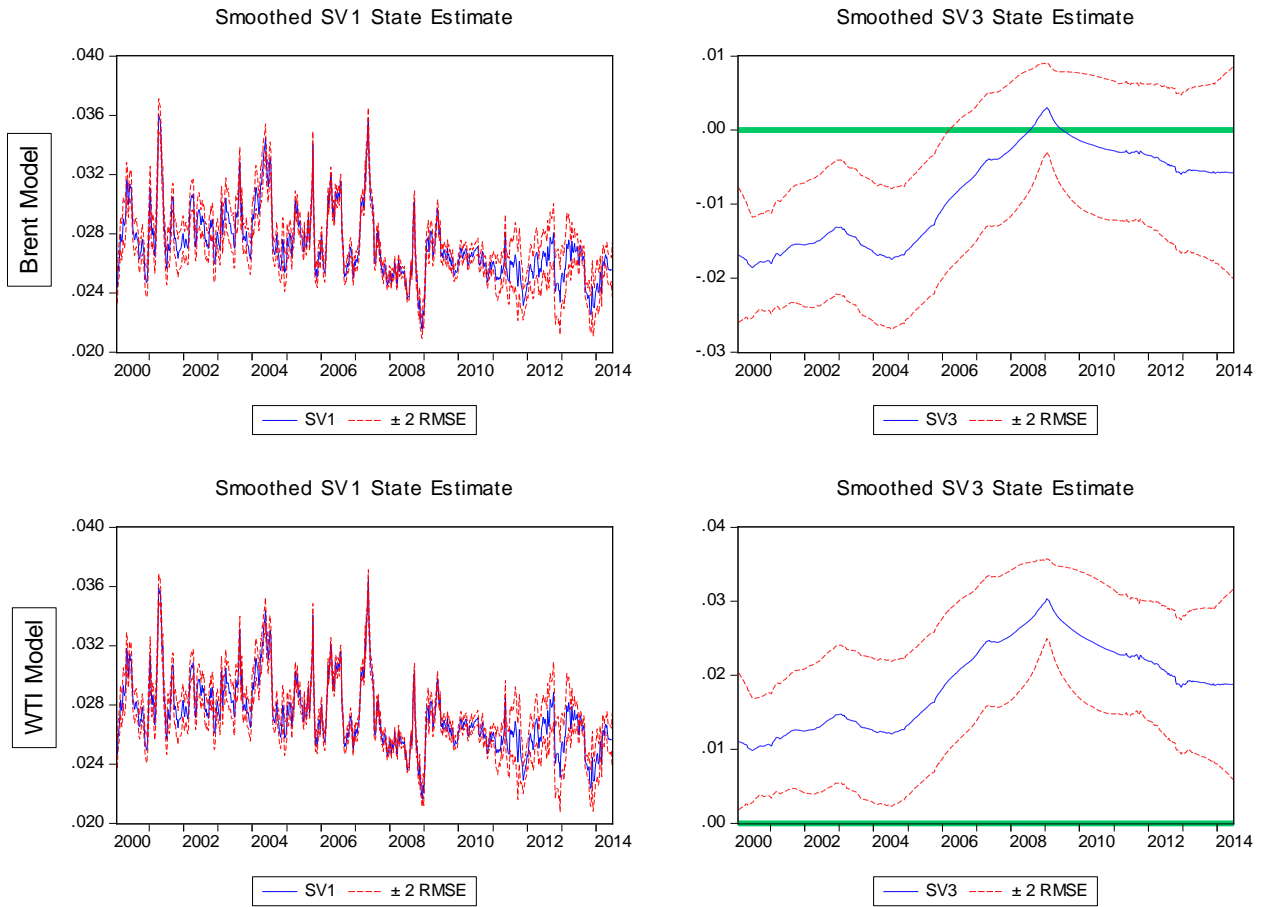 Smoothed SV1 State Estimate
.040
.036
.032
.028
.024
.020
2000 2002 2004 2006 2008 2010 2012 2014
SV1 ± 2 RMSE
Brent Model
Smoothed SV3 State Estimate
.01
.00
-.01
-.02
-.03
2000 2002 2004 2006 2008 2010 2012 2014
SV3 ± 2 RMSE
Smoothed SV1 State Estimate
.040
.036
.032
.028
.024
.020
2000 2002 2004 2006 2008 2010 2012 2014
SV1 ± 2 RMSE
WTI Model
Smoothed SV3 State Estimate
.04
.03
.02
.01
.00
2000 2002 2004 2006 2008 2010 2012 2014
SV3 ± 2 RMSE